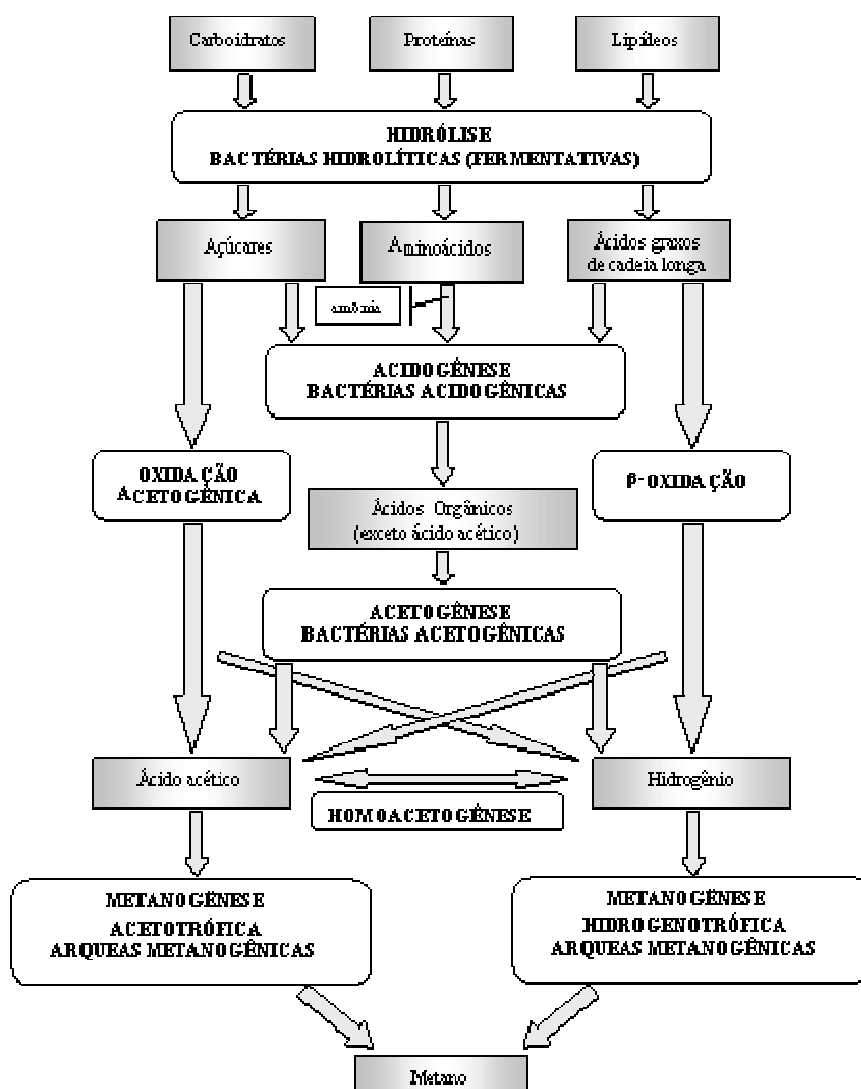 Carboidratos
Proteínas
Lipídeos
HIDRÓLISE
BACTÉRIAS HIDROLÍTICAS (FERMENTATIVAS)
Açúcares
Aminoácidos
Ácidos graxos
de cadeia longa
amônia
ACIDOGÊNESE
BACTÉRIAS ACIDOGÊNICAS
OXIDAÇÃO
ACETOGÊNICA
β-OXIDAÇÃO
Ácidos Orgânicos
(exceto ácido acético)
ACETOGÊNESE
BACTÉRIAS ACETOGÊNICAS
Ácido acético
Hidrogênio
HOMOACETOGÊNESE
METANOGÊNESE
ACETOTRÓFICA
ARQUEAS METANOGÊNICAS
METANOGÊNESE
HIDROGENOTRÓFICA
ARQUEAS METANOGÊNICAS
Metano